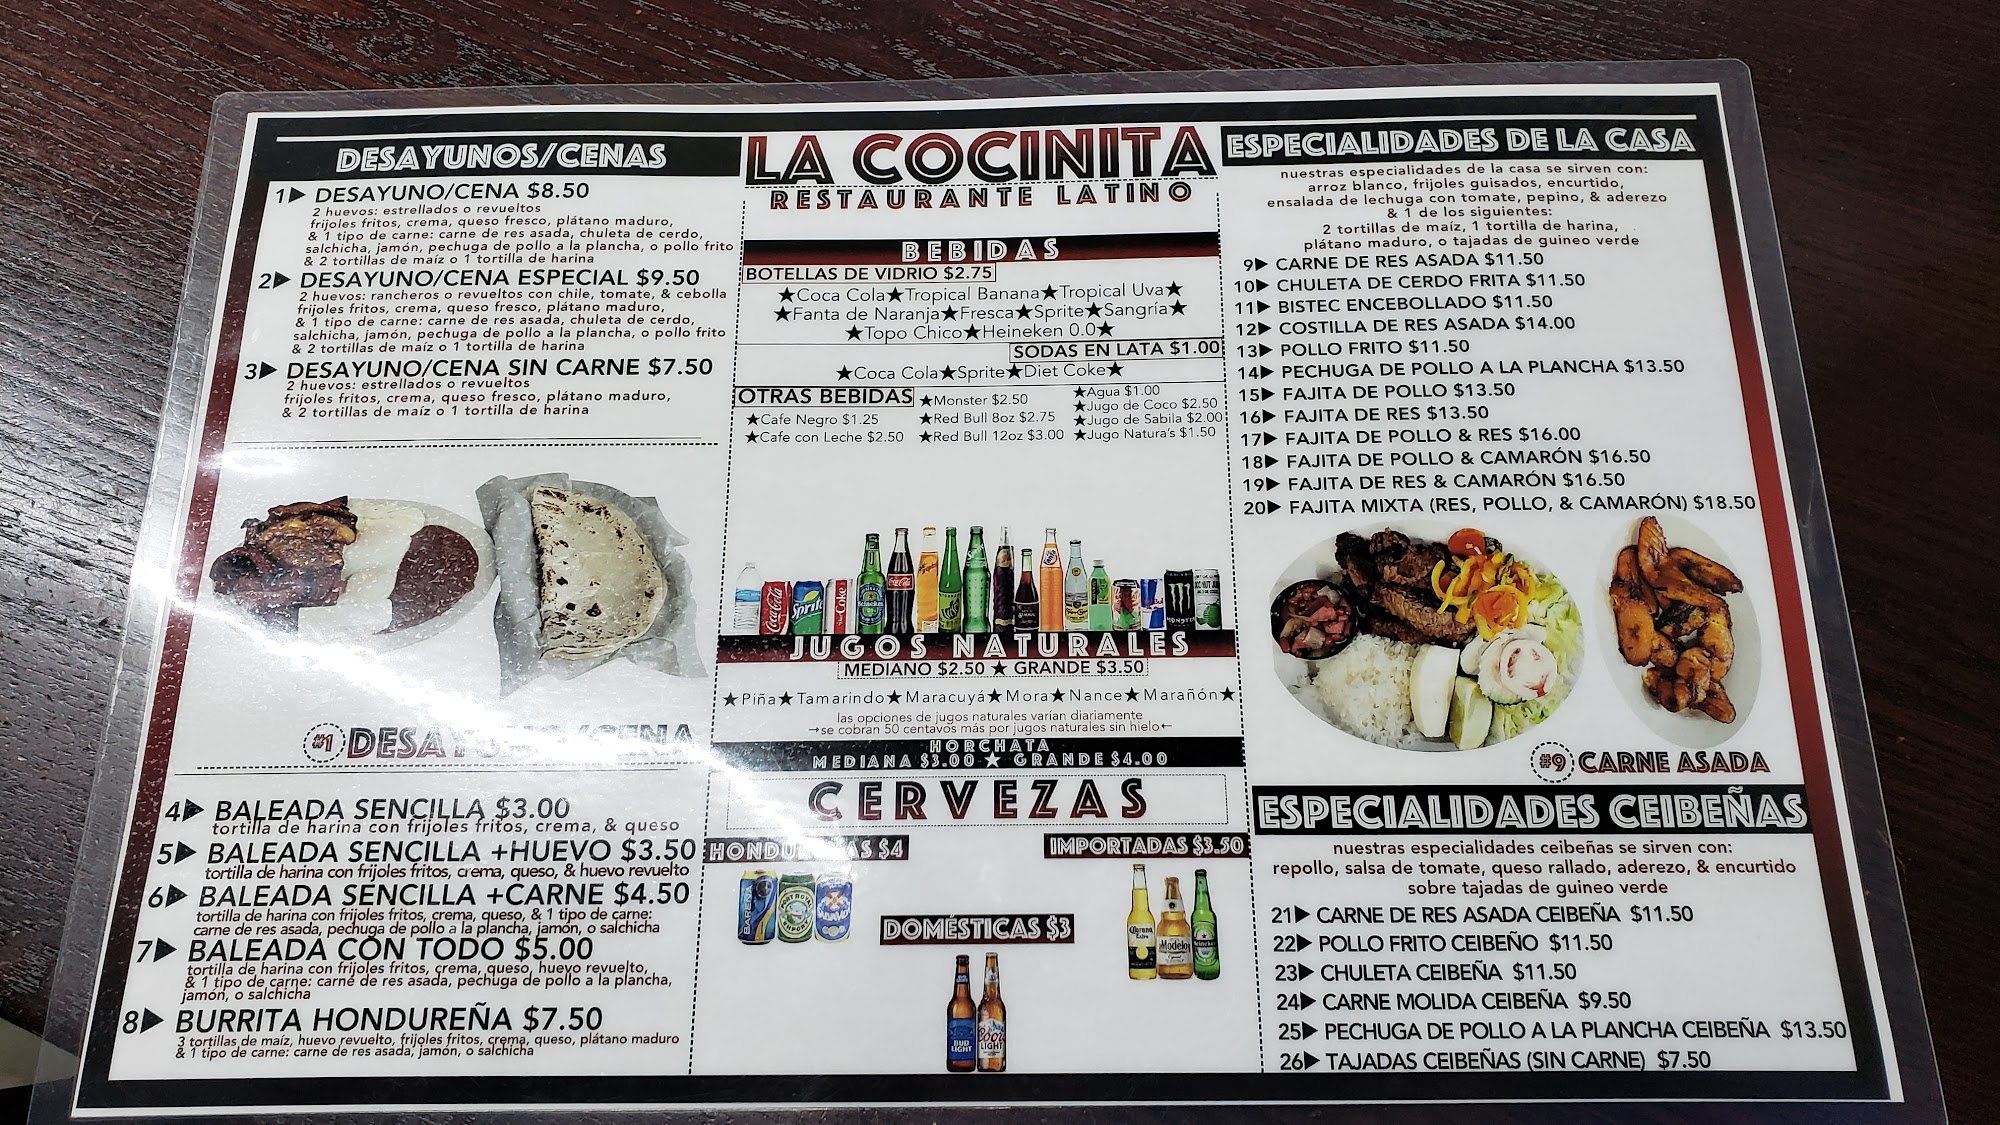 DESAYUNOS/CENAS
1▶ DESAYUNO/CENA $8.50
2 huevos: estrellados o revueltos
frijoles fritos, crema, queso fresco, plátano maduro,
& 1 tipo de carne: carne de res asada, chuleta de cerdo,
salchicha, jamón, pechuga de pollo a la plancha, o pollo frito
& 2 tortillas de maíz o 1 tortilla de harina
2▶ DESAYUNO/CENA ESPECIAL $9.50
2 huevos: rancheros o revueltos con chile, tomate, & cebolla
frijoles fritos, crema, queso fresco, plátano maduro,
& 1 tipo de carne: carne de res asada, chuleta de cerdo,
salchicha, jamón, pechuga de pollo a la plancha, o pollo frito
& 2 tortillas de maíz o 1 tortilla de harina
3▶ DESAYUNO/CENA SIN CARNE $7.50
2 huevos: estrellados o revueltos
frijoles fritos, crema, queso fresco, plátano maduro,
& 2 tortillas de maíz o 1 tortilla de harina
#1 DESAYUNO/CENA
4▶ BALEADA SENCILLA $3.00
tortilla de harina con frijoles fritos, crema, & queso
5▶ BALEADA SENCILLA +HUEVO $3.50
tortilla de harina con frijoles fritos, crema, queso, & huevo revuelto
6▶ BALEADA SENCILLA +CARNE $4.50
tortilla de harina con frijoles fritos, crema, queso, & 1 tipo de carne:
carne de res asada, pechuga de pollo a la plancha, jamón, o salchicha
7▶ BALEADA CON TODO $5.00
tortilla de harina con frijoles fritos, crema, queso, huevo revuelto,
& 1 tipo de carne: carne de res asada, pechuga de pollo a la plancha,
jamón, o salchicha
8▶ BURRITA HONDUREÑA $7.50
3 tortillas de maíz, huevo revuelto, frijoles fritos, crema, queso, plátano maduro
& 1 tipo de carne: carne de res asada, jamón, o salchicha
LA COCINITA
RESTAURANTE LATINO
BEBIDAS
BOTELLAS DE VIDRIO $2.75
★Coca Cola★Tropical Banana★Tropical Uva★
★Fanta de Naranja★Fresca★Sprite★Sangría★
★Topo Chico★Heineken 0.0★
SODAS EN LATA $1.00
★Coca Cola★Sprite★Diet Coke★
OTRAS BEBIDAS
★Cafe Negro $1.25
★Cafe con Leche $2.50
★Monster $2.50
★Red Bull 8oz $2.75
★Red Bull 12oz $3.00
★Agua $1.00
★Jugo de Coco $2.50
★Jugo de Sabila $2.00
★Jugo Natura's $1.50
JUGOS NATURALES
MEDIANO $2.50 ★ GRANDE $3.50
★Piña★Tamarindo★Maracuyá★Mora★Nance★Marañón★
las opciones de jugos naturales varían diariamente
→se cobran 50 centavos más por jugos naturales sin hielo←
HORCHATA
MEDIANA $3.00 ★ GRANDE $4.00
CERVEZAS
HONDUREÑAS $4
IMPORTADAS $3.50
DOMÉSTICAS $3
BARENA
Corona
Extra
Modelo
Heineken
BUD
LIGHT
Coors
LIGHT
Coca-Cola
Sprite
Coke
Heineken
Coca-Cola
Fanta
MONSTER
ESPECIALIDADES DE LA CASA
nuestras especialidades de la casa se sirven con:
arroz blanco, frijoles guisados, encurtido,
ensalada de lechuga con tomate, pepino, & aderezo
& 1 de los siguientes:
2 tortillas de maíz, 1 tortilla de harina,
plátano maduro, o tajadas de guineo verde
9▶ CARNE DE RES ASADA $11.50
10▶ CHULETA DE CERDO FRITA $11.50
11▶ BISTEC ENCEBOLLADO $11.50
12▶ COSTILLA DE RES ASADA $14.00
13▶ POLLO FRITO $11.50
14▶ PECHUGA DE POLLO A LA PLANCHA $13.50
15▶ FAJITA DE POLLO $13.50
16▶ FAJITA DE RES $13.50
17▶ FAJITA DE POLLO & RES $16.00
18▶ FAJITA DE POLLO & CAMARÓN $16.50
19▶ FAJITA DE RES & CAMARÓN $16.50
20▶ FAJITA MIXTA (RES, POLLO, & CAMARÓN) $18.50
#9 CARNE ASADA
ESPECIALIDADES CEIBEÑAS
nuestras especialidades ceibeñas se sirven con:
repollo, salsa de tomate, queso rallado, aderezo, & encurtido
sobre tajadas de guineo verde
21▶ CARNE DE RES ASADA CEIBEÑA $11.50
22▶ POLLO FRITO CEIBEÑO $11.50
23▶ CHULETA CEIBEÑA $11.50
24▶ CARNE MOLIDA CEIBEÑA $9.50
25▶ PECHUGA DE POLLO A LA PLANCHA CEIBEÑA $13.50
26▶ TAJADAS CEIBEÑAS (SIN CARNE) $7.50